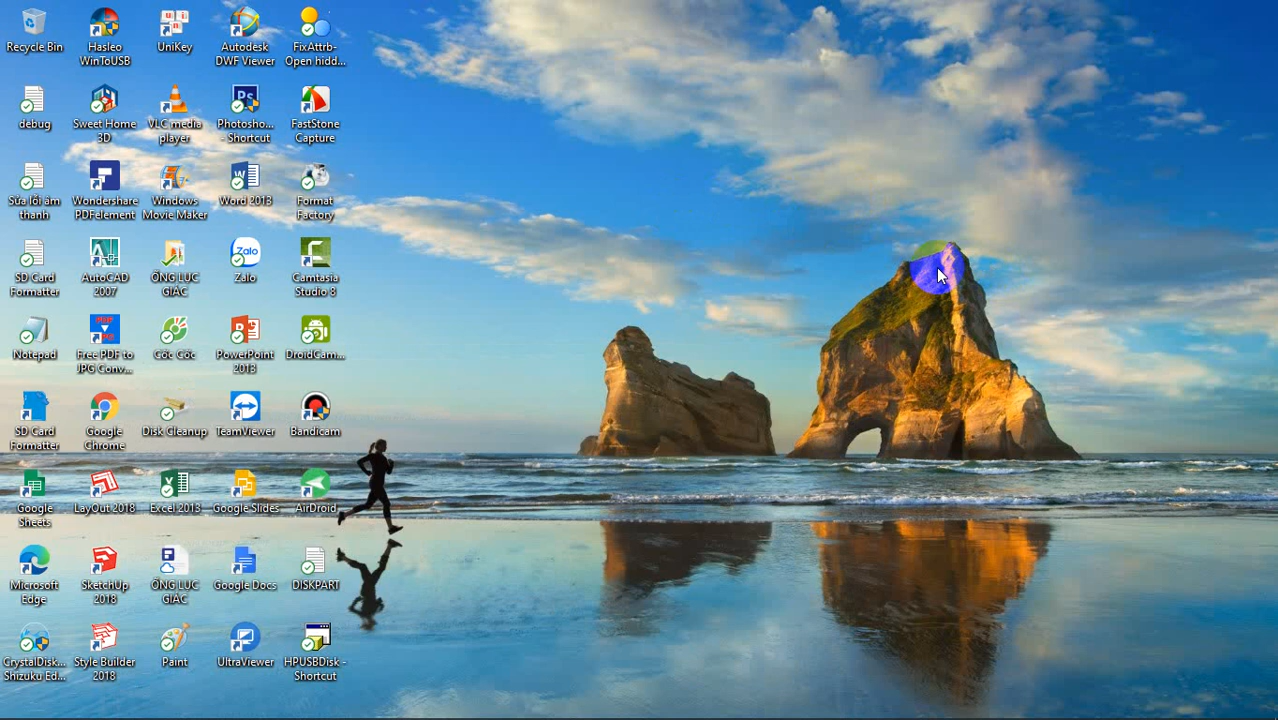 Recycle Bin
Hasleo
WinToUSB
UniKey
Autodesk
DWF Viewer
FixAttrb-
Open hidd...
debug
Sweet Home
3D
VLC media
player
Photosho...
- Shortcut
FastStone
Capture
Sửa lỗi âm
thanh
Wondershare
PDFelement
Windows
Movie Maker
Word 2013
Format
Factory
SD Card
Formatter
AutoCAD
2007
ỐNG LỤC
GIÁC
Zalo
Camtasia
Studio 8
Notepad
Free PDF to
JPG Conv...
Cốc Cốc
PowerPoint
2013
DroidCam...
SD Card
Formatter
Google
Chrome
Disk Cleanup
TeamViewer
Bandicam
Google
Sheets
LayOut 2018
Excel 2013
Google Slides
AirDroid
Microsoft
Edge
SketchUp
2018
ỐNG LỤC
GIÁC
Google Docs
DISKPART
CrystalDisk...
Shizuku Ed...
Style Builder
2018
Paint
UltraViewer
HPUSBDisk -
Shortcut